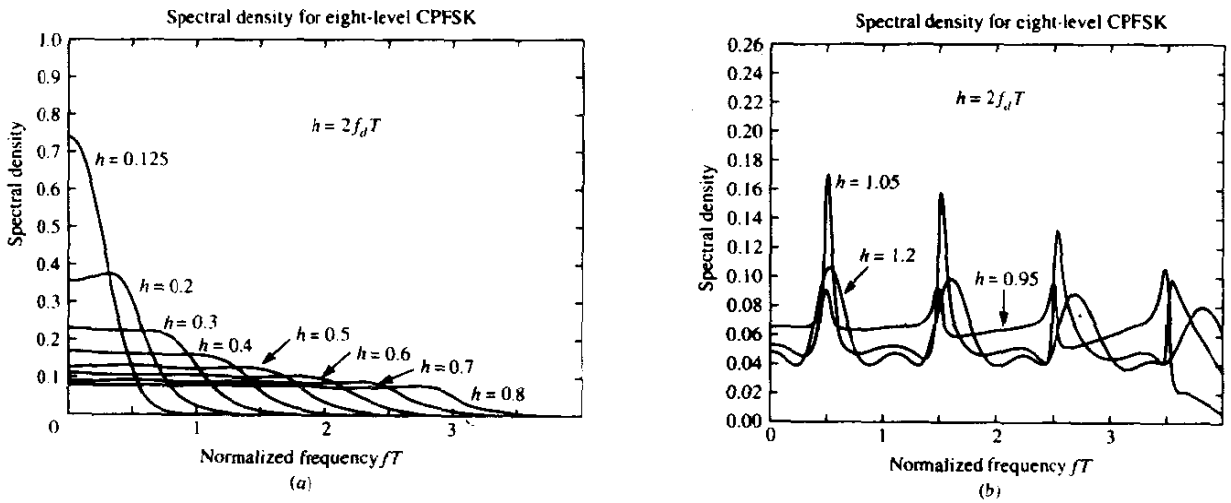 Spectral density for eight-level CPFSK
1.0
0.9
0.8
0.7
0.6
0.5
0.4
0.3
0.2
0.1
0
1
2
3
Spectral density
h = 2f_dT
h = 0.125
h = 0.2
h = 0.3
h = 0.4
h = 0.5
h = 0.6
h = 0.7
h = 0.8
Normalized frequency fT
(a)
Spectral density for eight-level CPFSK
0.26
0.24
0.22
0.20
0.18
0.16
0.14
0.12
0.10
0.08
0.06
0.04
0.02
0.00
0
1
2
3
Spectral density
h = 2f_dT
h = 1.05
h = 1.2
h = 0.95
Normalized frequency fT
(b)